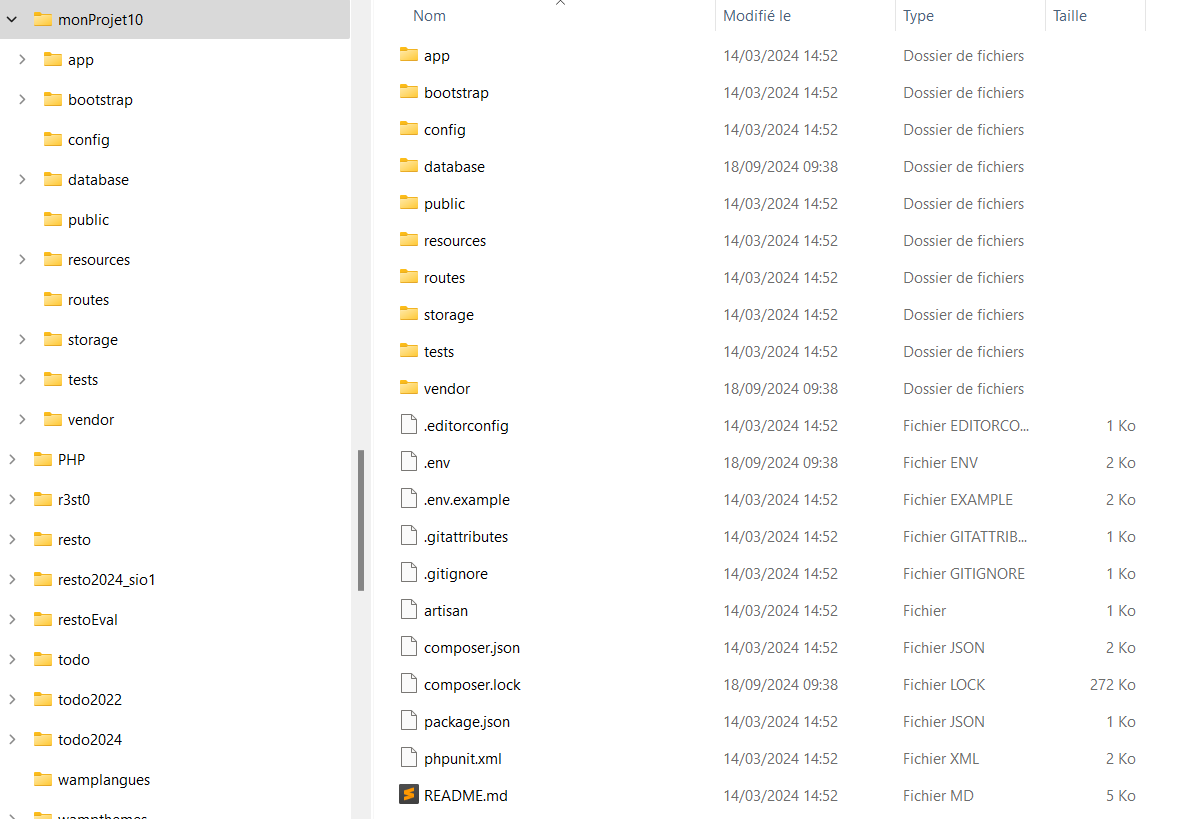 monProjet10
app
bootstrap
config
database
public
resources
routes
storage
tests
vendor
PHP
r3st0
resto
resto2024_sio1
restoEval
todo
todo2022
todo2024
wamplangues
wampthemes
Nom Modifié le Type Taille
app 14/03/2024 14:52 Dossier de fichiers
bootstrap 14/03/2024 14:52 Dossier de fichiers
config 14/03/2024 14:52 Dossier de fichiers
database 18/09/2024 09:38 Dossier de fichiers
public 14/03/2024 14:52 Dossier de fichiers
resources 14/03/2024 14:52 Dossier de fichiers
routes 14/03/2024 14:52 Dossier de fichiers
storage 14/03/2024 14:52 Dossier de fichiers
tests 14/03/2024 14:52 Dossier de fichiers
vendor 18/09/2024 09:38 Dossier de fichiers
.editorconfig 14/03/2024 14:52 Fichier EDITORCO... 1 Ko
.env 18/09/2024 09:38 Fichier ENV 2 Ko
.env.example 14/03/2024 14:52 Fichier EXAMPLE 2 Ko
.gitattributes 14/03/2024 14:52 Fichier GITATTRIB... 1 Ko
.gitignore 14/03/2024 14:52 Fichier GITIGNORE 1 Ko
artisan 14/03/2024 14:52 Fichier 1 Ko
composer.json 14/03/2024 14:52 Fichier JSON 2 Ko
composer.lock 18/09/2024 09:38 Fichier LOCK 272 Ko
package.json 14/03/2024 14:52 Fichier JSON 1 Ko
phpunit.xml 14/03/2024 14:52 Fichier XML 2 Ko
README.md 14/03/2024 14:52 Fichier MD 5 Ko